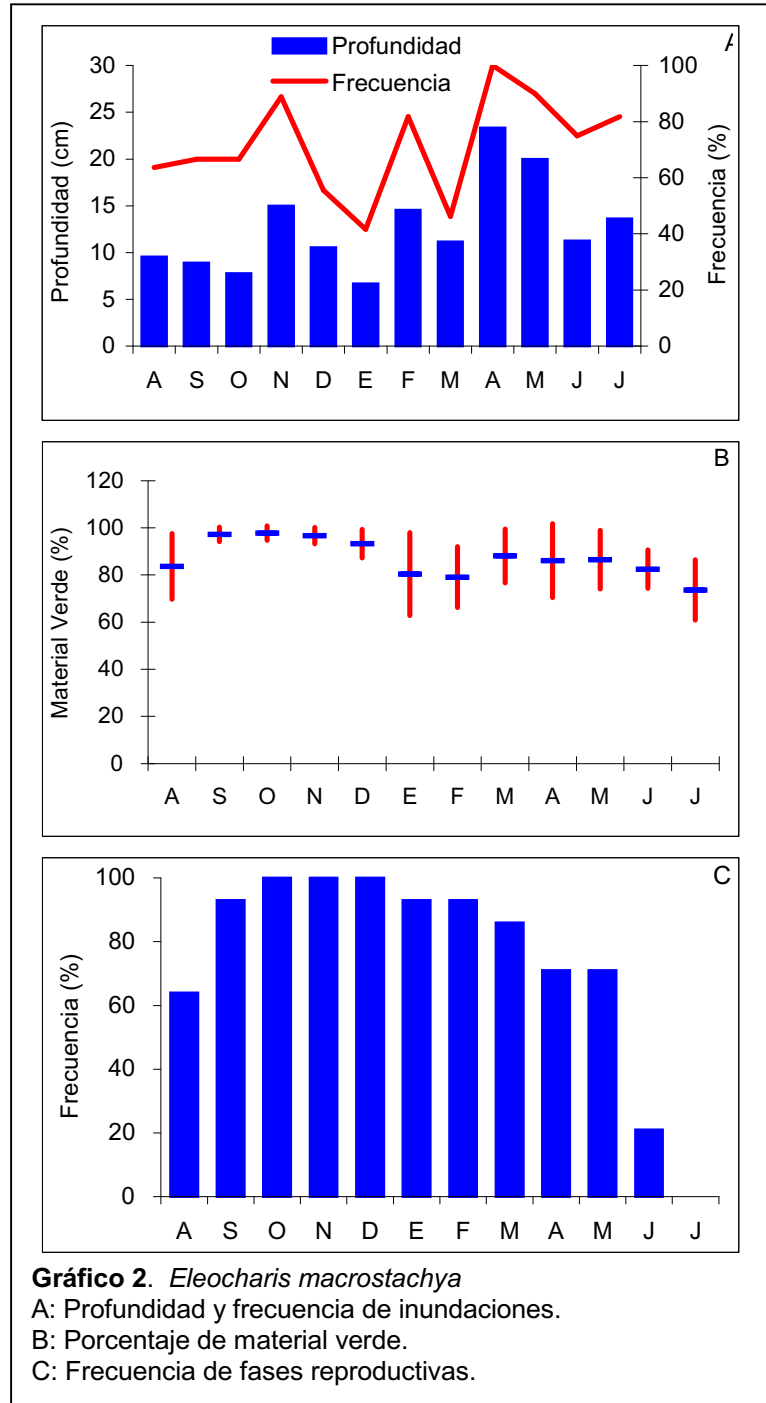 A
Profundidad
Frecuencia
30
25
20
15
10
5
0
Profundidad (cm)
100
80
60
40
20
0
Frecuencia (%)
A S O N D E F M A M J J
B
120
100
80
60
40
20
0
Material Verde (%)
A S O N D E F M A M J J
C
100
80
60
40
20
0
Frecuencia (%)
A S O N D E F M A M J J
Gráfico 2. Eleocharis macrostachya
A: Profundidad y frecuencia de inundaciones.
B: Porcentaje de material verde.
C: Frecuencia de fases reproductivas.